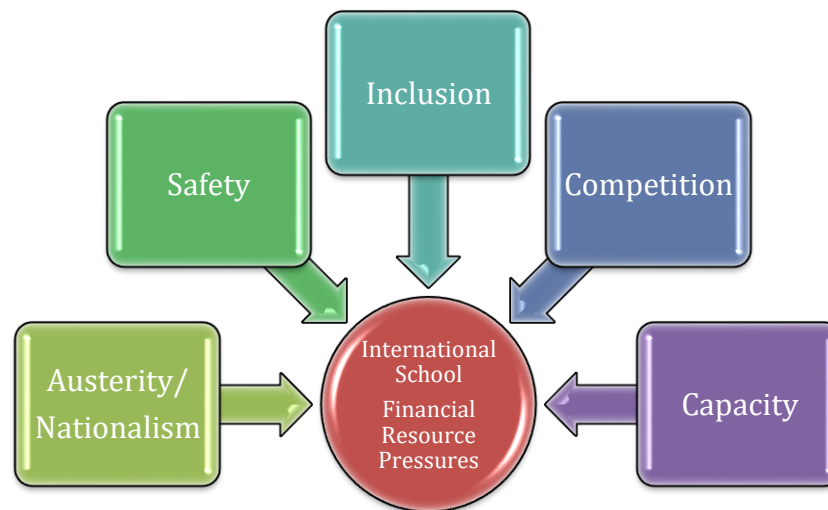 Inclusion
Safety
Competition
Austerity/
Nationalism
International
School
Financial
Resource
Pressures
Capacity